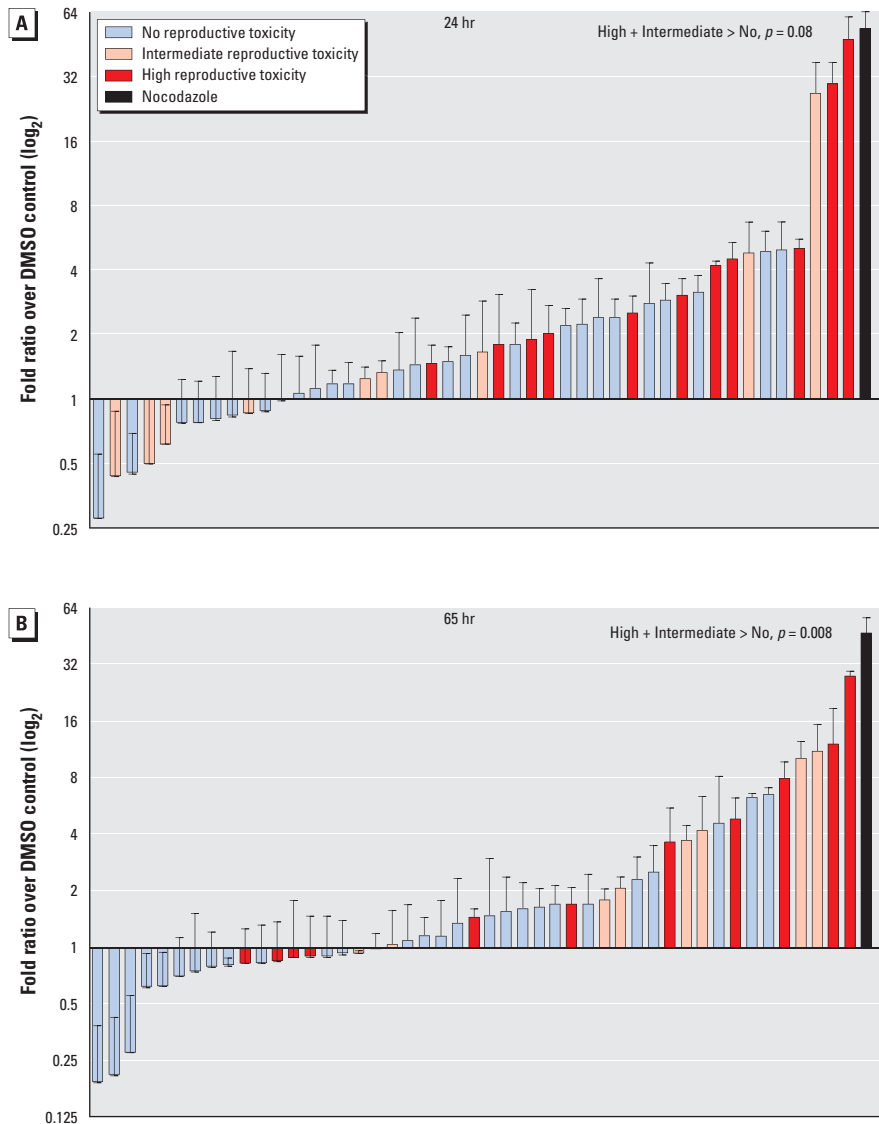 A
24 hr
High + Intermediate > No, p = 0.08
No reproductive toxicity
Intermediate reproductive toxicity
High reproductive toxicity
Nocodazole
Fold ratio over DMSO control (log2)
64
32
16
8
4
2
1
0.5
0.25
B
65 hr
High + Intermediate > No, p = 0.008
Fold ratio over DMSO control (log2)
64
32
16
8
4
2
1
0.5
0.25
0.125